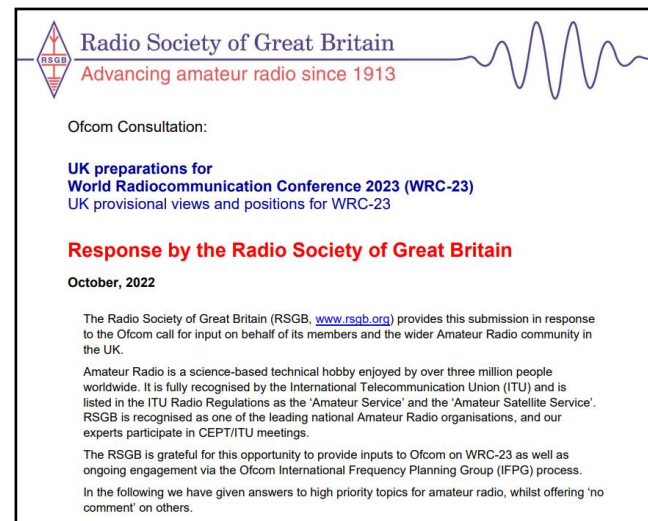 Radio Society of Great Britain
RSGB
Advancing amateur radio since 1913
Ofcom Consultation:
UK preparations for
World Radiocommunication Conference 2023 (WRC-23)
UK provisional views and positions for WRC-23
Response by the Radio Society of Great Britain
October, 2022
The Radio Society of Great Britain (RSGB, www.rsgb.org) provides this submission in response
to the Ofcom call for input on behalf of its members and the wider Amateur Radio community in
the UK.
Amateur Radio is a science-based technical hobby enjoyed by over three million people
worldwide. It is fully recognised by the International Telecommunication Union (ITU) and is
listed in the ITU Radio Regulations as the ‘Amateur Service’ and the ‘Amateur Satellite Service’.
RSGB is recognised as one of the leading national Amateur Radio organisations, and our
experts participate in CEPT/ITU meetings.
The RSGB is grateful for this opportunity to provide inputs to Ofcom on WRC-23 as well as
ongoing engagement via the Ofcom International Frequency Planning Group (IFPG) process.
In the following we have given answers to high priority topics for amateur radio, whilst offering ‘no
comment’ on others.